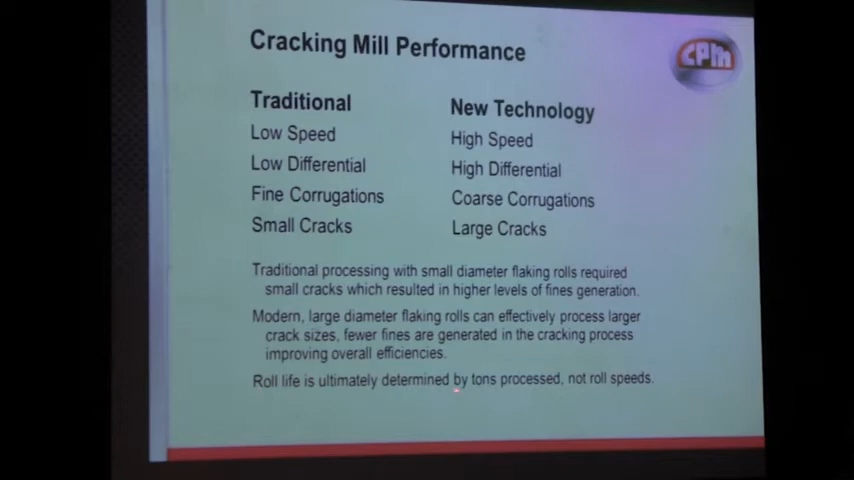 Cracking Mill Performance
CPM
Traditional
Low Speed
Low Differential
Fine Corrugations
Small Cracks
New Technology
High Speed
High Differential
Coarse Corrugations
Large Cracks
Traditional processing with small diameter flaking rolls required
small cracks which resulted in higher levels of fines generation.
Modern, large diameter flaking rolls can effectively process larger
crack sizes, fewer fines are generated in the cracking process
improving overall efficiencies.
Roll life is ultimately determined by tons processed, not roll speeds.